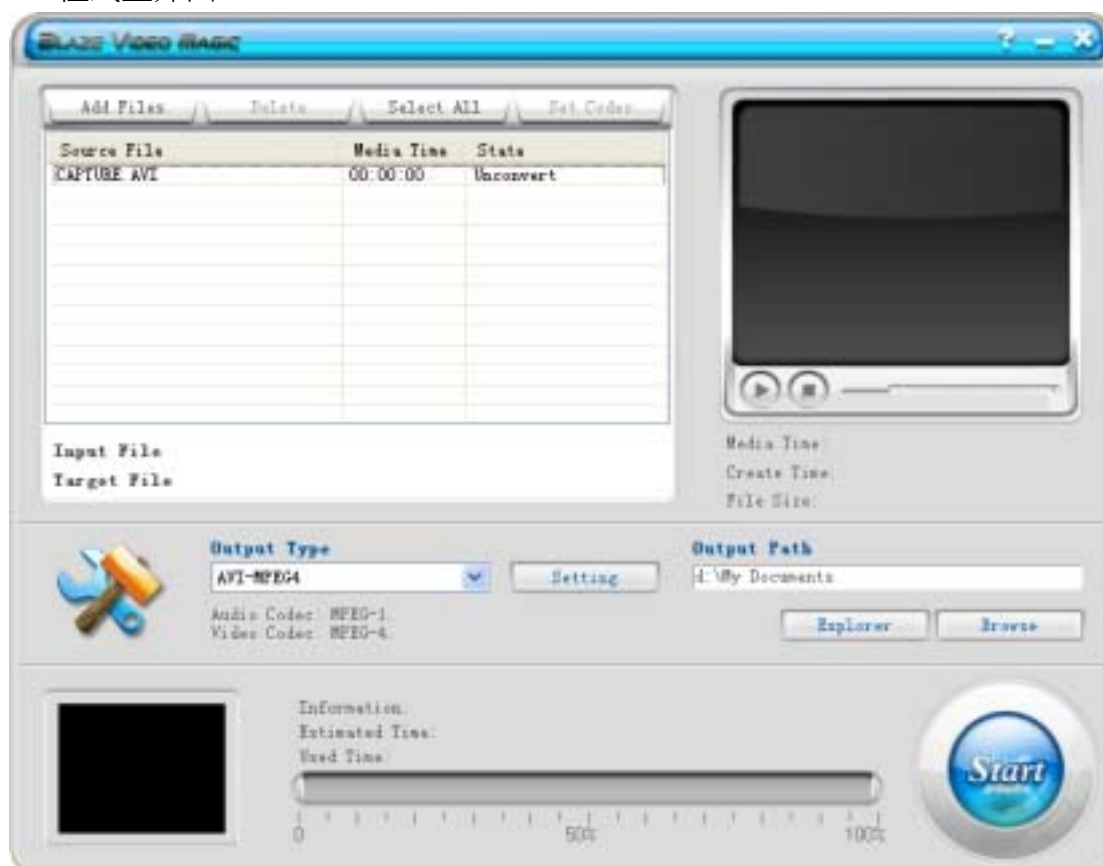 BLAZE VIDEO MAGIC
Add Files Delete Select All Set Codec
Source File Media Time State
CAPTURE AVI 00:00:00 Unconvert
Input File
Target File
Media Time:
Create Time:
File Size:
Output Type
AVI-MPEG4 Setting
Audio Codec: MPEG-1
Video Codec: MPEG-4
Output Path
d:\My Documents
Explorer Browse
Information:
Estimated Time:
Used Time:
0 50% 100%
Start